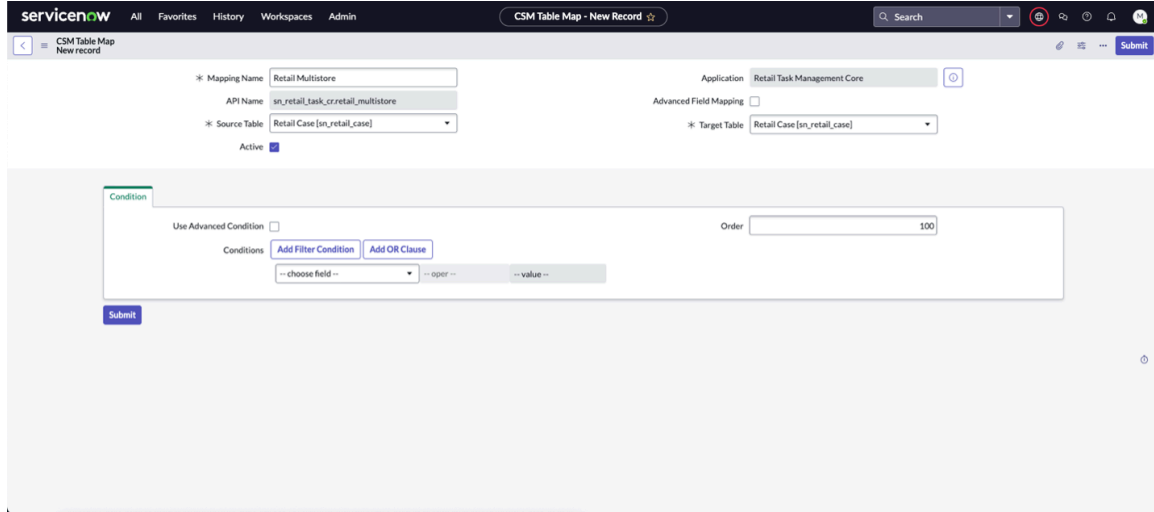 servicenow All Favorites History Workspaces Admin CSM Table Map - New Record Search M
CSM Table Map
New record
Submit
Mapping Name Retail Multistore Application Retail Task Management Core
API Name sn_retail_task_cr.retail_multistore Advanced Field Mapping
Source Table Retail Case [sn_retail_case] Target Table Retail Case [sn_retail_case]
Active
Condition
Use Advanced Condition Order 100
Conditions Add Filter Condition Add OR Clause
-- choose field -- -- oper -- -- value --
Submit